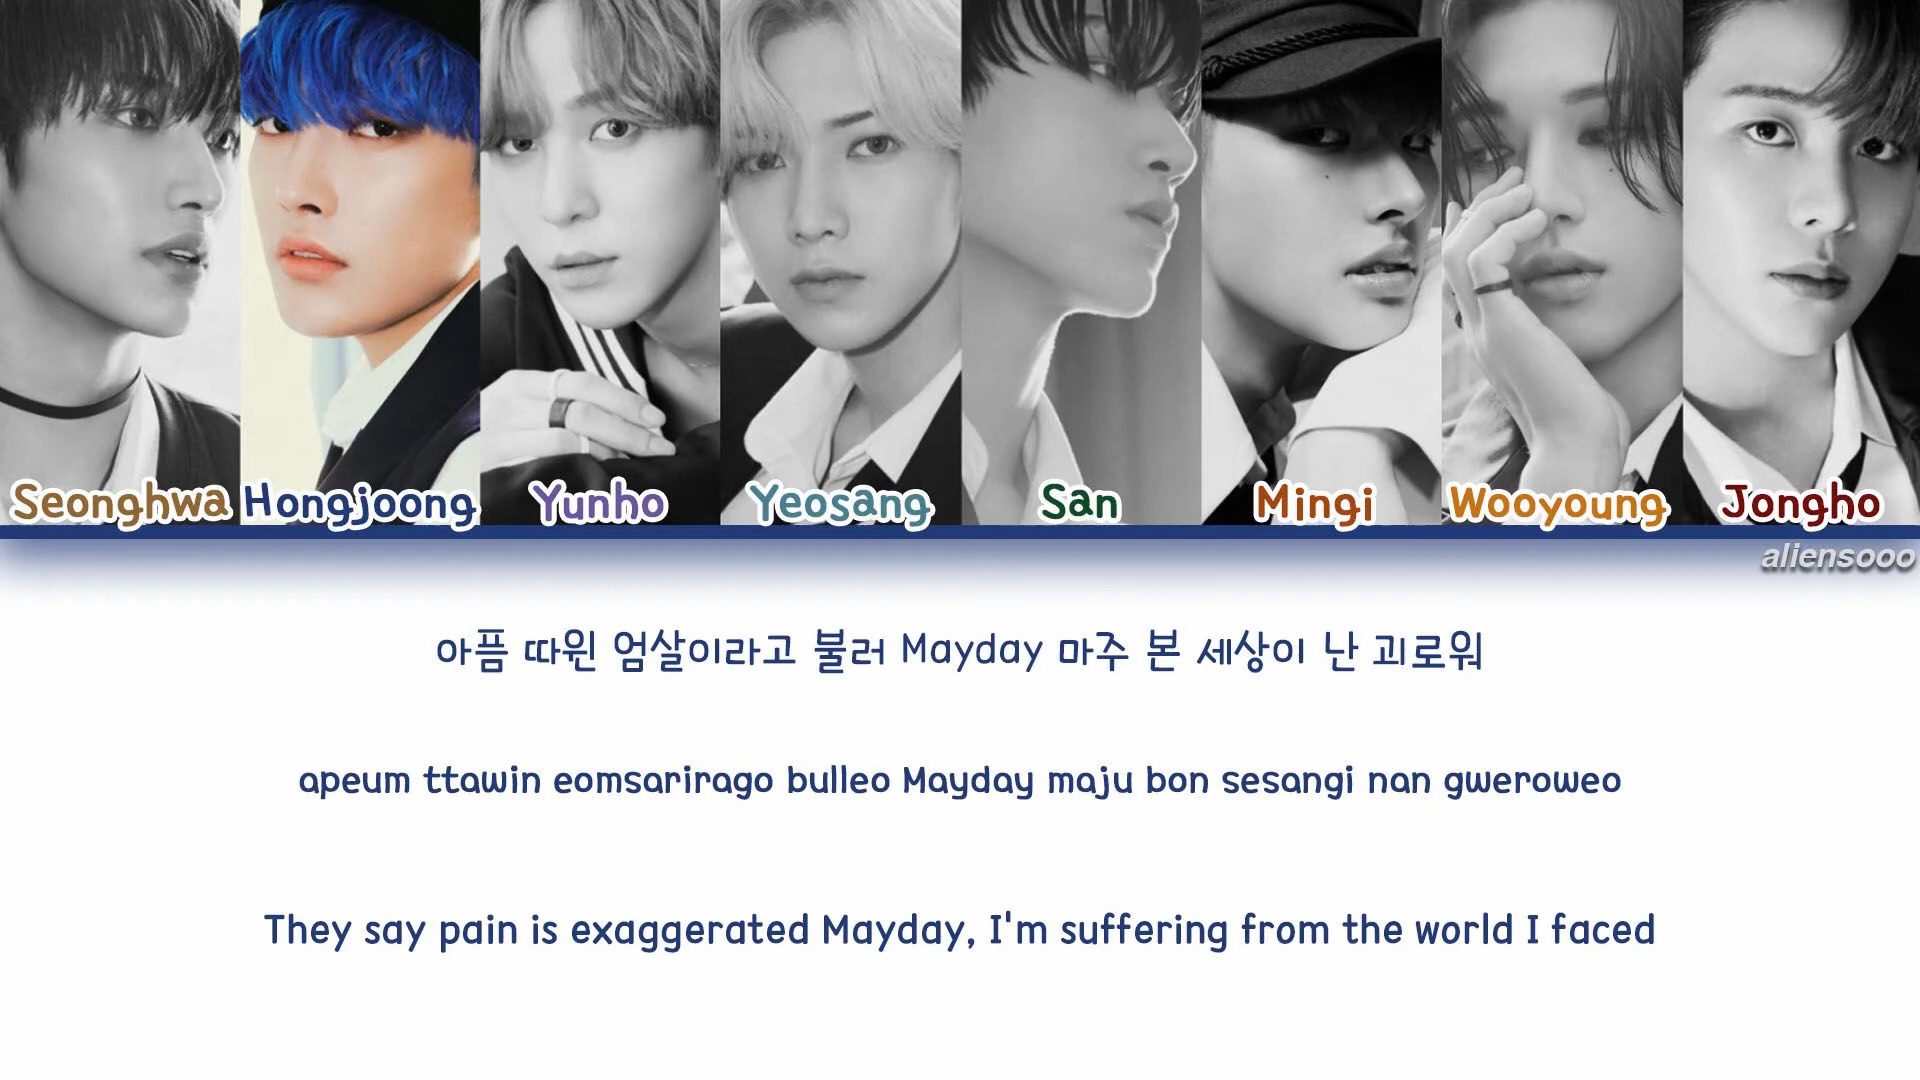 Seonghwa Hongjoong Yunho Yeosang San Mingi Wooyoung Jongho
aliensooo
아픔 따윈 엄살이라고 불러 Mayday 마주 본 세상이 난 괴로워
apeum ttawin eomsarirago bulleo Mayday maju bon sesangi nan gweroweo
They say pain is exaggerated Mayday, I'm suffering from the world I faced